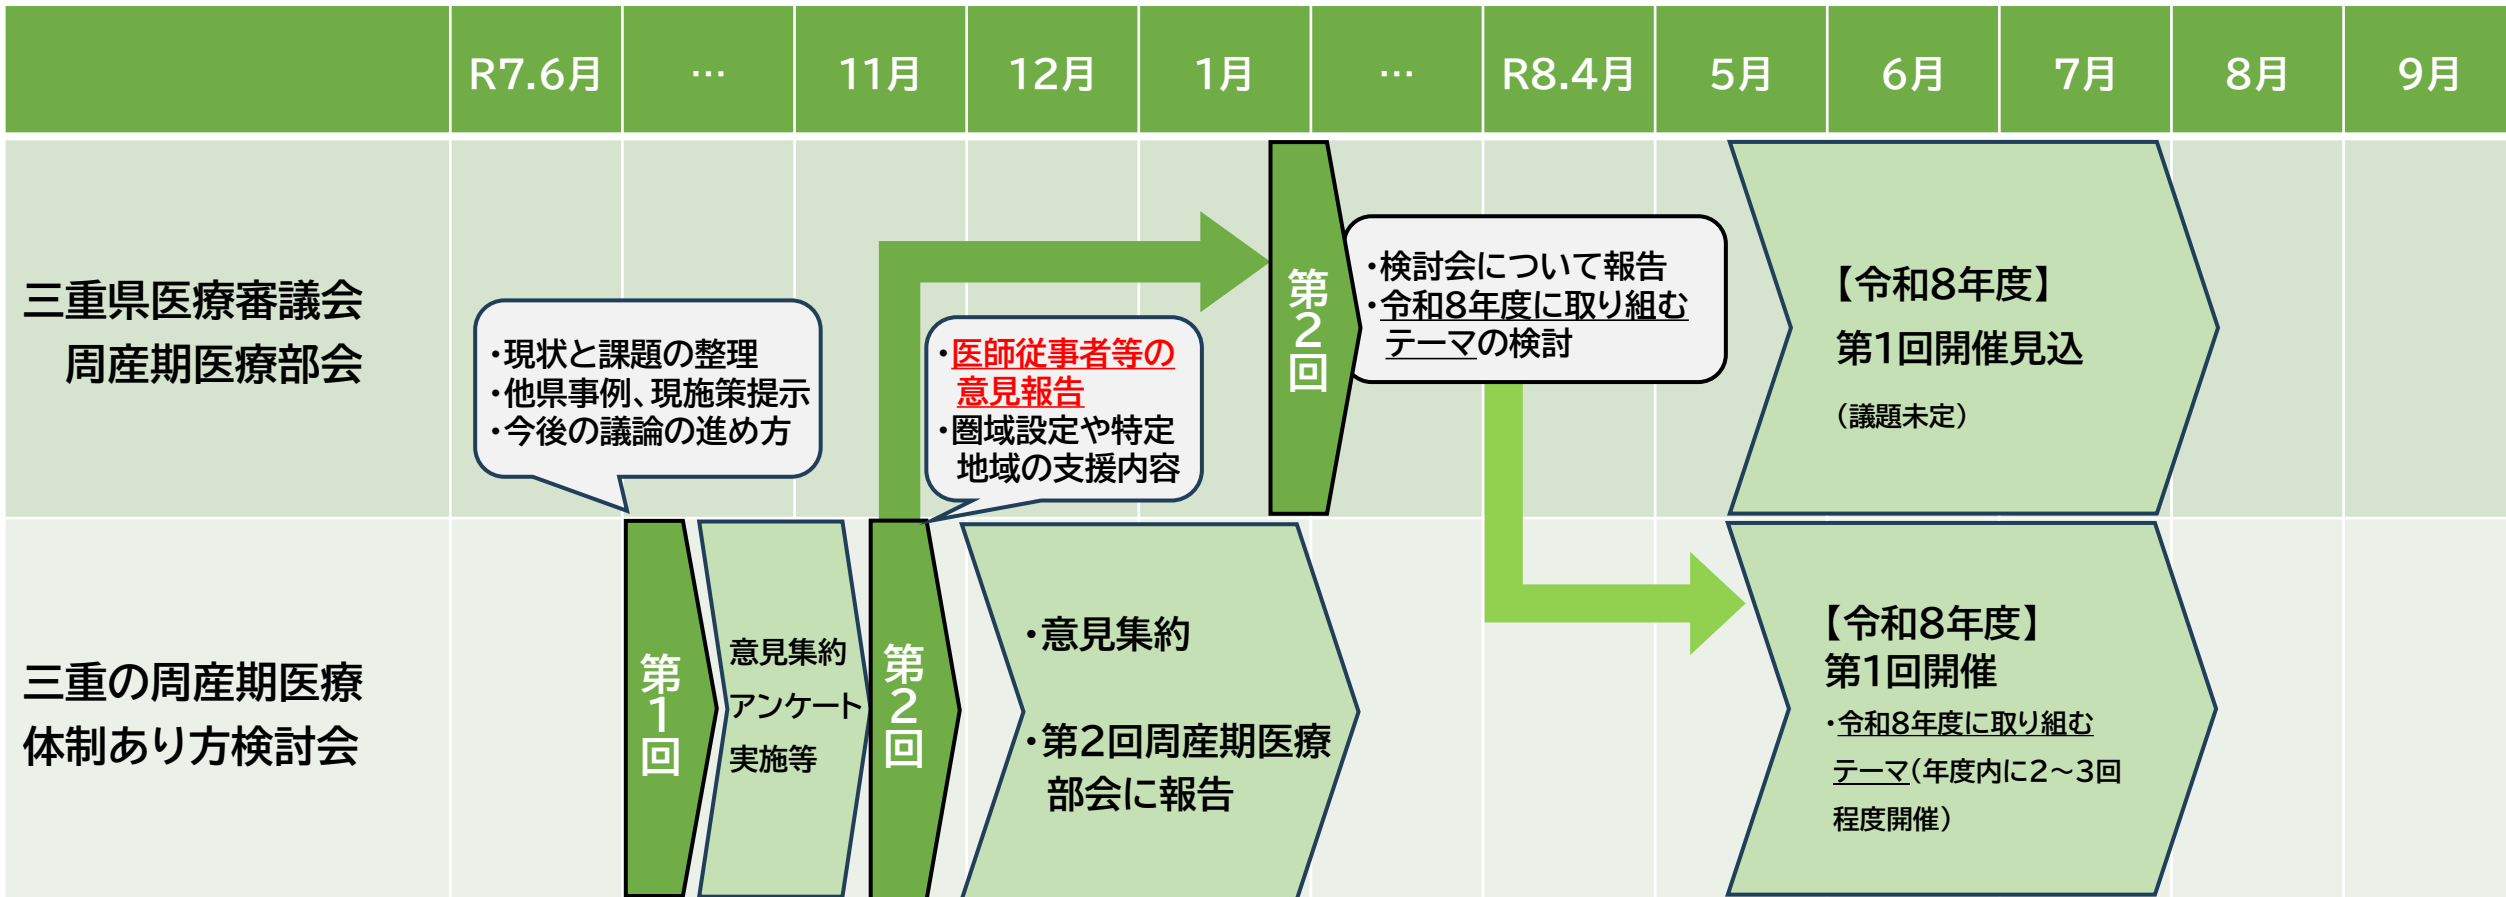 R7.6月
…
11月
12月
1月
…
R8.4月
5月
6月
7月
8月
9月
三重県医療審議会
周産期医療部会
・現状と課題の整理
・他県事例、現施策提示
・今後の議論の進め方
・医師従事者等の
意見報告
・圏域設定や特定
地域の支援内容
第2回
・検討会について報告
・令和8年度に取り組む
テーマの検討
【令和8年度】
第1回開催見込
（議題未定）
三重の周産期医療
体制あり方検討会
第1回
意見集約
アンケート
実施等
第2回
・意見集約
・第2回周産期医療
部会に報告
【令和8年度】
第1回開催
・令和8年度に取り組む
テーマ（年度内に2～3回
程度開催）